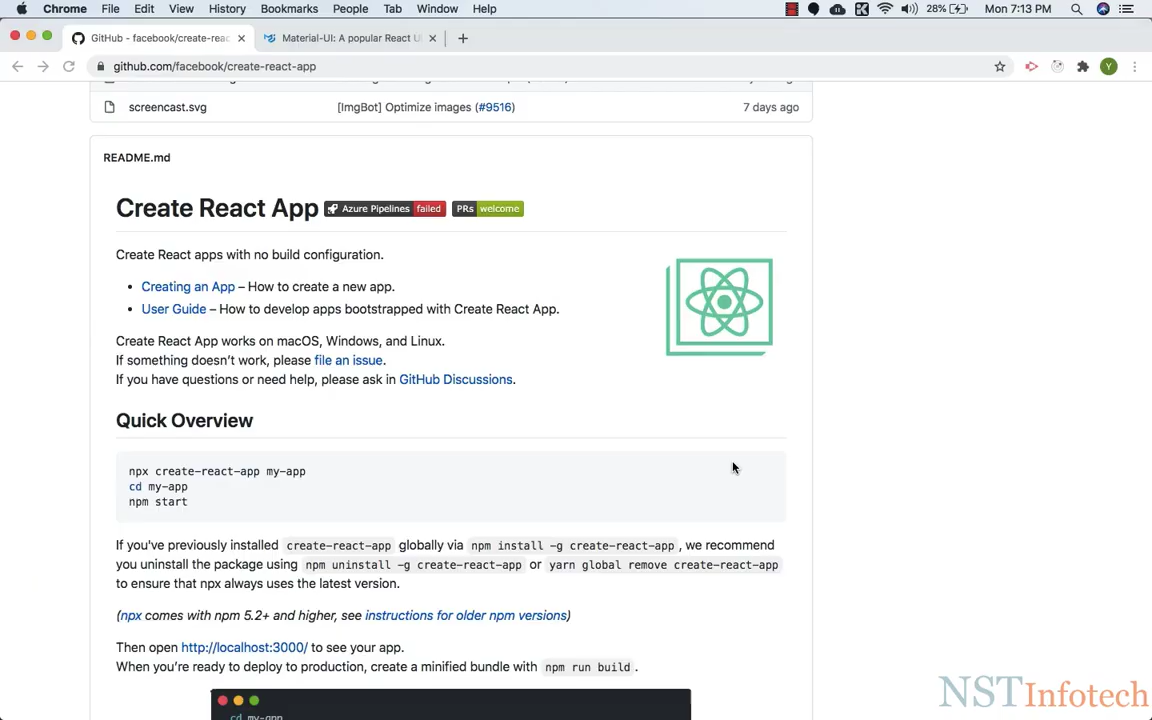 Chrome File Edit View History Bookmarks People Tab Window Help 28% Mon 7:13 PM
GitHub - facebook/create-reac Material-UI: A popular React U
github.com/facebook/create-react-app Y
screencast.svg [ImgBot] Optimize images (#9516) 7 days ago
README.md
Create React App Azure Pipelines failed PRs welcome
Create React apps with no build configuration.
• Creating an App – How to create a new app.
• User Guide – How to develop apps bootstrapped with Create React App.
Create React App works on macOS, Windows, and Linux.
If something doesn't work, please file an issue.
If you have questions or need help, please ask in GitHub Discussions.
Quick Overview
npx create-react-app my-app
cd my-app
npm start
If you've previously installed create-react-app globally via npm install -g create-react-app, we recommend
you uninstall the package using npm uninstall -g create-react-app or yarn global remove create-react-app
to ensure that npx always uses the latest version.
(npx comes with npm 5.2+ and higher, see instructions for older npm versions)
Then open http://localhost:3000/ to see your app.
When you're ready to deploy to production, create a minified bundle with npm run build.
cd my-app
NSTInfotech